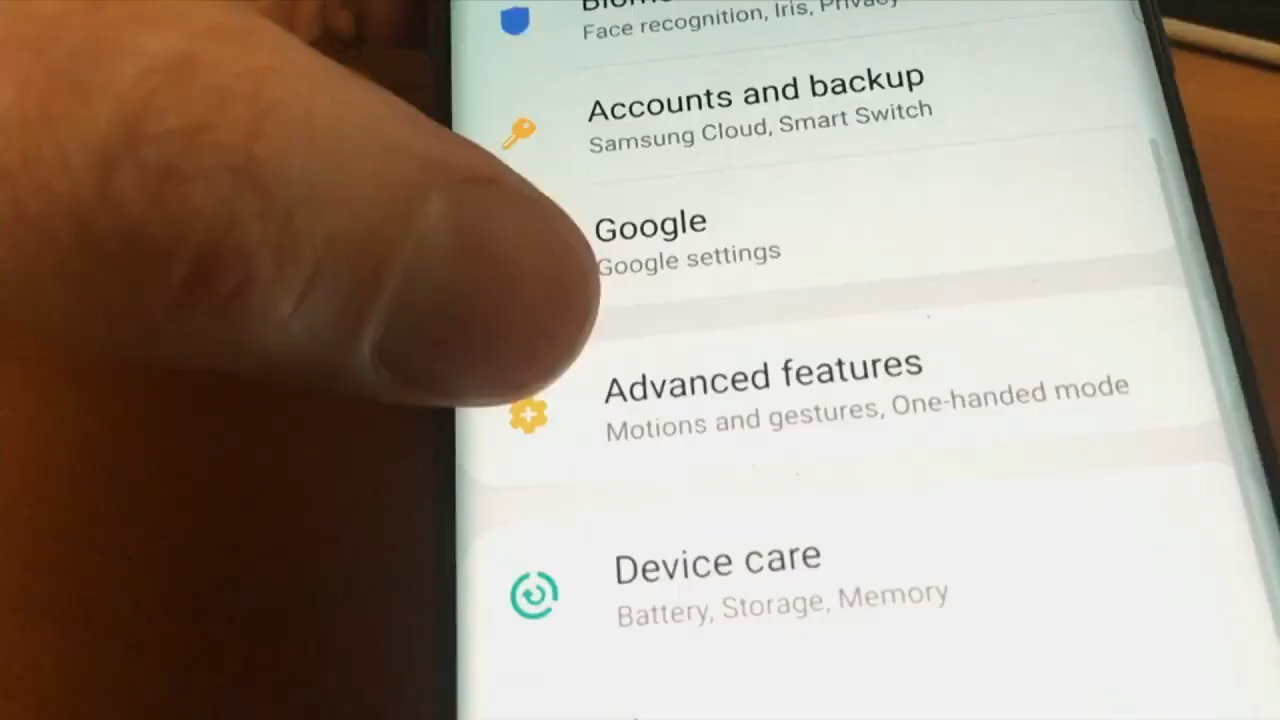 Face recognition, Iris, Privacy
Accounts and backup
Samsung Cloud, Smart Switch
Google
Google settings
Advanced features
Motions and gestures, One-handed mode
Device care
Battery, Storage, Memory